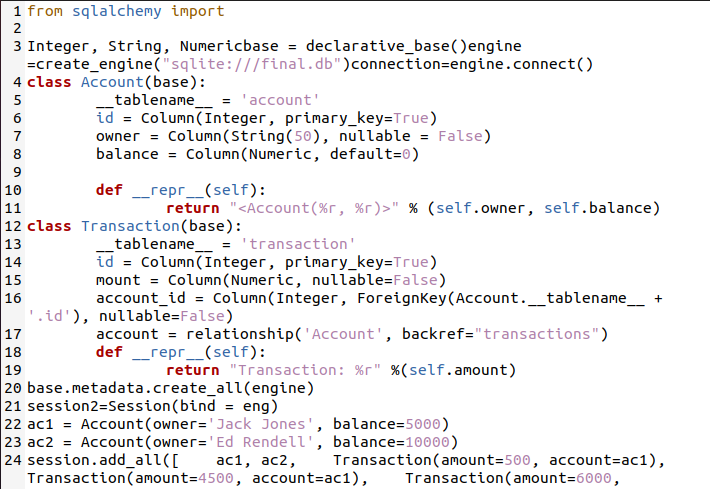 1 from sqlalchemy import
2
3 Integer, String, Numericbase = declarative_base()engine
=create_engine("sqlite:///final.db")connection=engine.connect()
4 class Account(base):
5         __tablename__ = 'account'
6         id = Column(Integer, primary_key=True)
7         owner = Column(String(50), nullable = False)
8         balance = Column(Numeric, default=0)
9
10         def __repr__(self):
11                 return "<Account(%r, %r)>" % (self.owner, self.balance)
12 class Transaction(base):
13         __tablename__ = 'transaction'
14         id = Column(Integer, primary_key=True)
15         mount = Column(Numeric, nullable=False)
16         account_id = Column(Integer, ForeignKey(Account.__tablename__ +
'.id'), nullable=False)
17         account = relationship('Account', backref="transactions")
18         def __repr__(self):
19                 return "Transaction: %r" %(self.amount)
20 base.metadata.create_all(engine)
21 session2=Session(bind = eng)
22 ac1 = Account(owner='Jack Jones', balance=5000)
23 ac2 = Account(owner='Ed Rendell', balance=10000)
24 session.add_all([    ac1, ac2,    Transaction(amount=500, account=ac1),
Transaction(amount=4500, account=ac1),    Transaction(amount=6000,